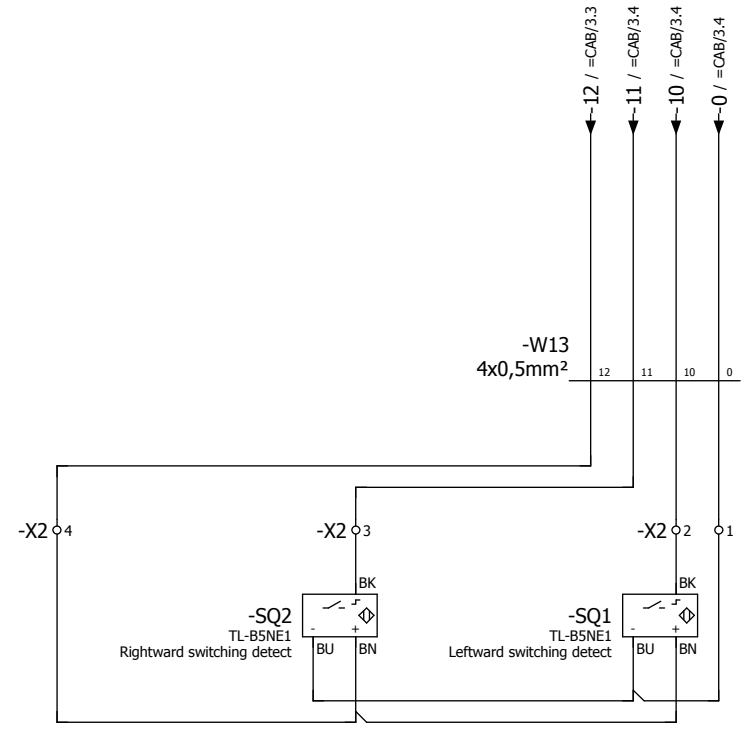 -12 / =CAB/3.3
-11 / =CAB/3.4
-10 / =CAB/3.4
-0 / =CAB/3.4
-W13
4x0,5mm²
12
11
10
0
-X2 4
-X2 3
-X2 2
1
BK
-SQ2
TL-B5NE1
Rightward switching detect
- +
BU BN
BK
-SQ1
TL-B5NE1
Leftward switching detect
- +
BU BN